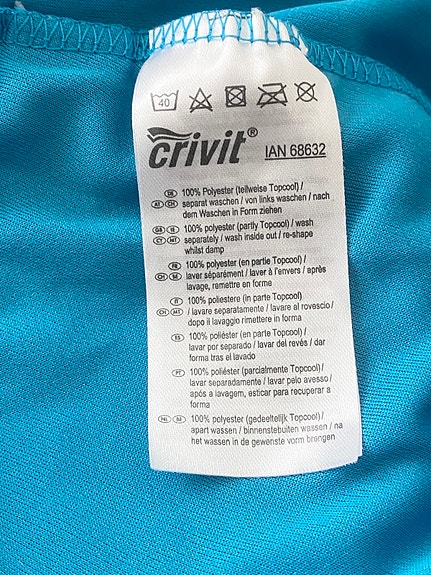 40
crivit®
IAN 68632
DE 100% Polyester (teilweise Topcool) /
AT CH separat waschen / von links waschen / nach
dem Waschen in Form ziehen
GB IE 100% polyester (partly Topcool) / wash
CY MT separately / wash inside out / re-shape
whilst damp
FR 100% polyester (en partie Topcool) /
CH BE laver séparément / laver à l'envers / après
lavage, remettre en forme
IT 100% poliestere (in parte Topcool)
CH MT / lavare separatamente / lavare al rovescio /
dopo il lavaggio rimettere in forma
ES 100% poliéster (en parte Topcool) /
lavar por separado / lavar del revés / dar
forma tras el lavado
PT 100% poliéster (parcialmente Topcool) /
lavar separadamente / lavar pelo avesso /
após a lavagem, esticar para recuperar a
forma
NL BE 100% polyester (gedeeltelijk Topcool) /
apart wassen / binnenstebuiten wassen / na
het wassen in de gewenste vorm brengen